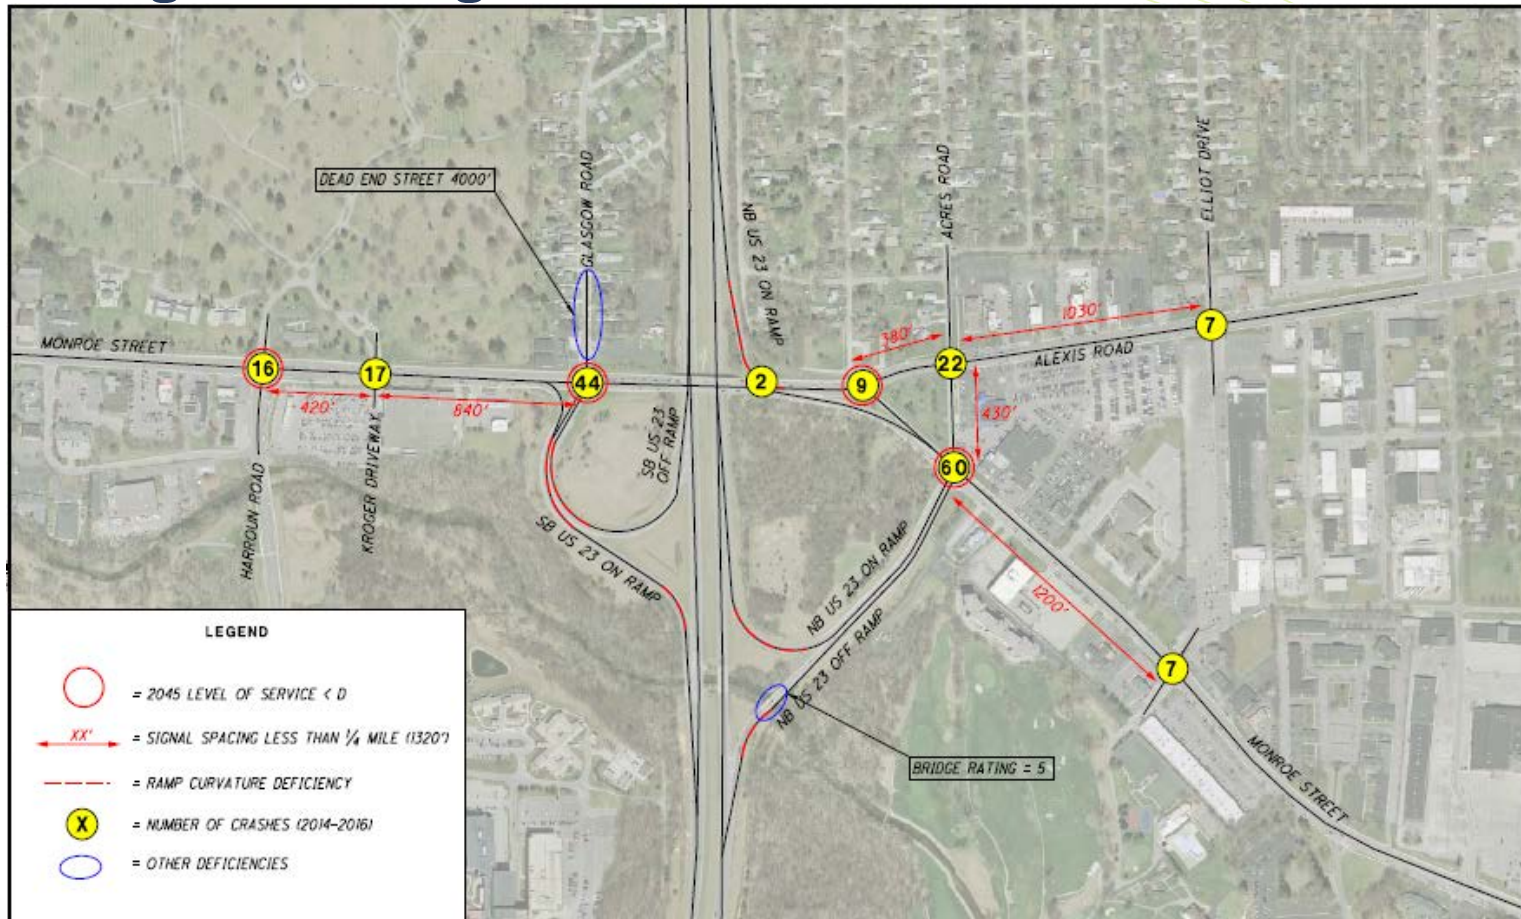 DEAD END STREET 4000'
GLASGOW ROAD
NB US 23 ON RAMP
ACRES ROAD
ELLIOT DRIVE
MONROE STREET
16
17
44
2
9
22
7
380'
1030'
ALEXIS ROAD
420'
840'
430'
60
HARROUN ROAD
KROGER DRIVEWAY
SB US 23
OFF RAMP
SB US 23 ON RAMP
NB US 23 ON RAMP
NB US 23 OFF RAMP
1200'
7
BRIDGE RATING = 5
MONROE STREET
LEGEND
= 2045 LEVEL OF SERVICE < D
XX'
= SIGNAL SPACING LESS THAN 1/4 MILE (1320')
= RAMP CURVATURE DEFICIENCY
X
= NUMBER OF CRASHES (2014-2016)
= OTHER DEFICIENCIES